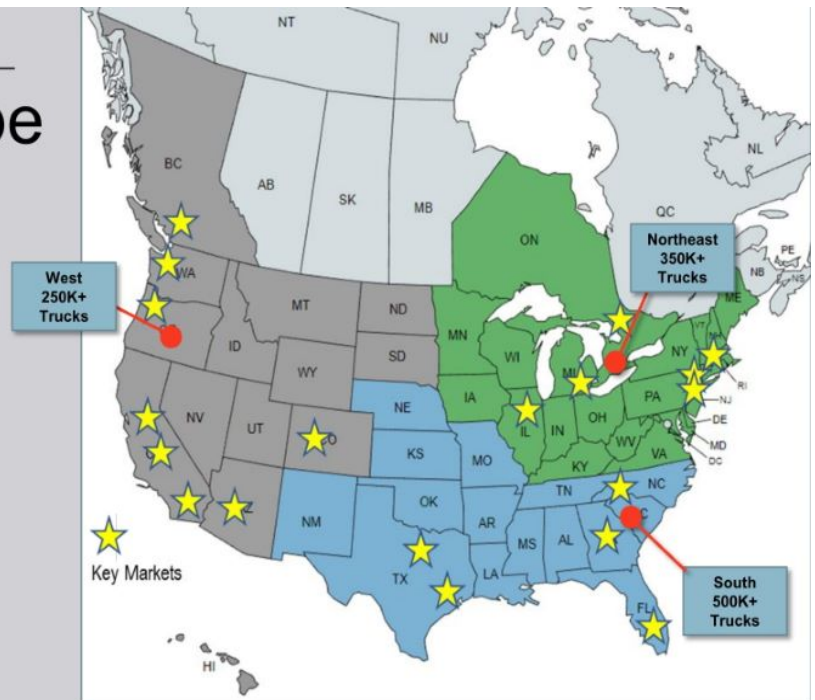 pe
NT
NU
BC
AB
SK
MB
NL
QC
ON
PE
NB
NS
ME
Northeast
350K+
Trucks
West
250K+
Trucks
WA
MT
ND
MN
ID
SD
WI
MI
NY
VT
RI
WY
IA
PA
NJ
NE
DE
NV
UT
IL
IN
OH
WV
VA
MD
DC
KS
MO
KY
OK
TN
NC
NM
AR
MS
AL
TX
LA
Key Markets
South
500K+
Trucks
FL
HI